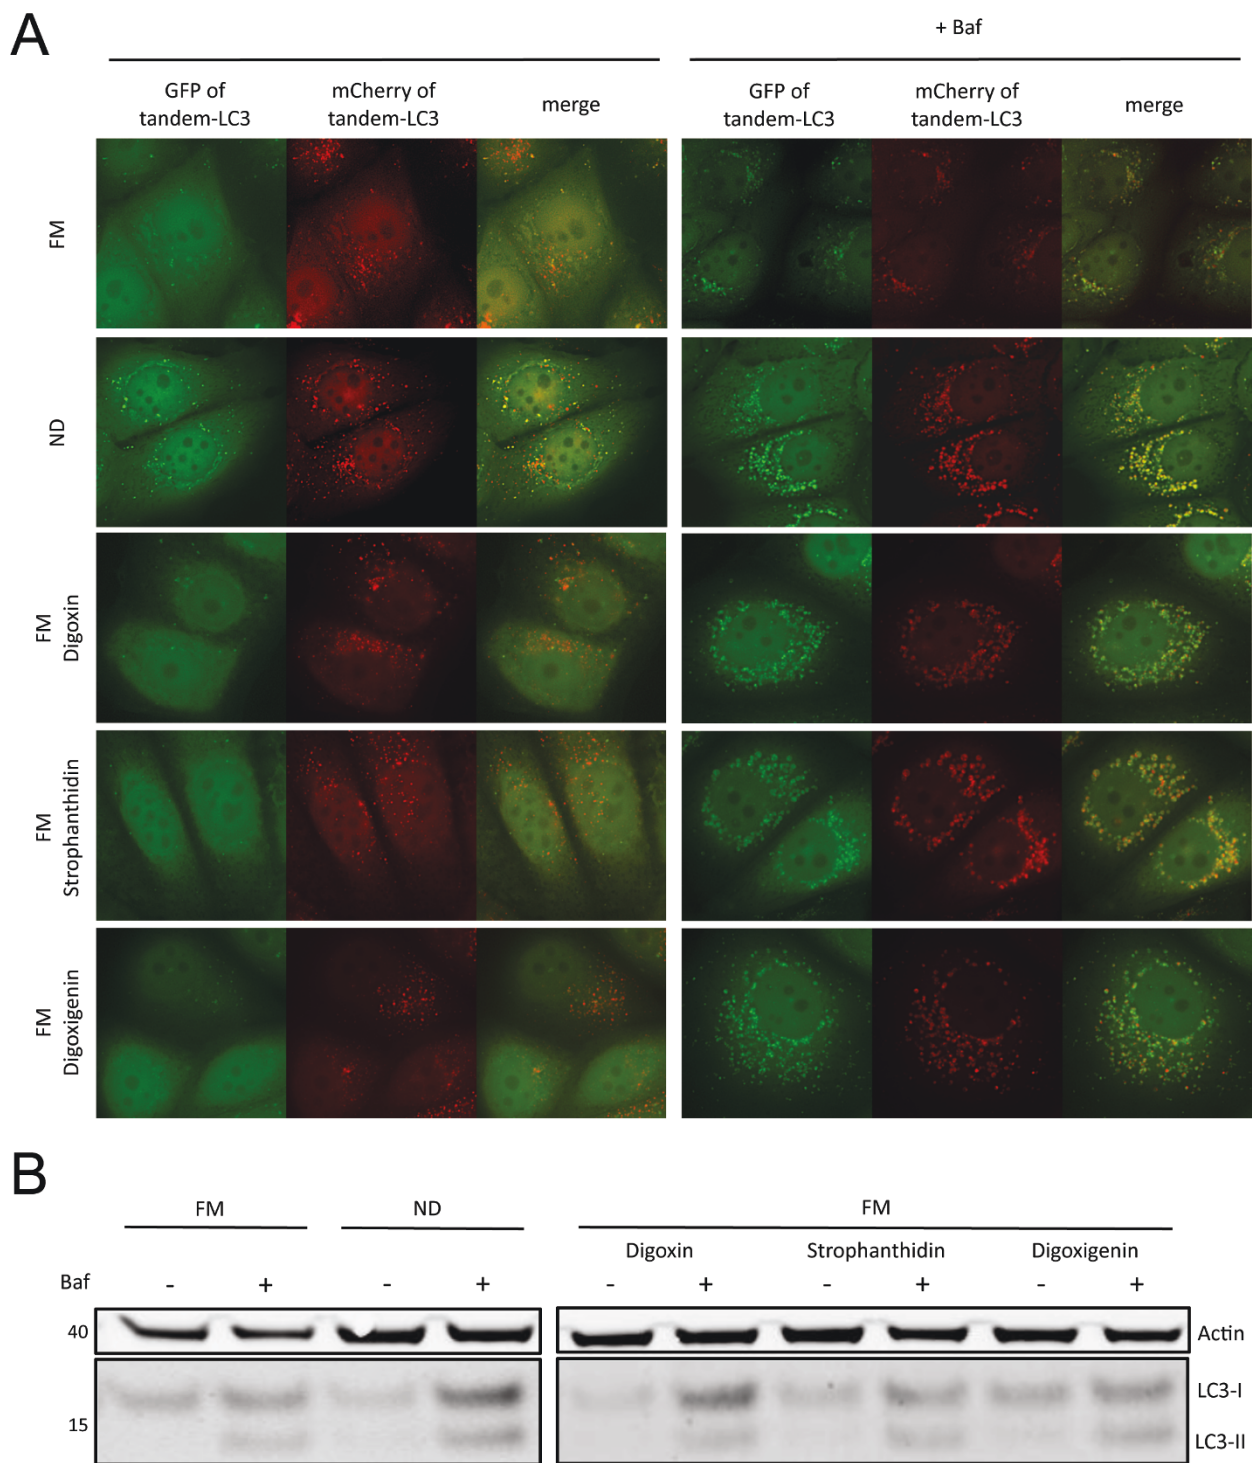 A
+ Baf
GFP of
tandem-LC3
mCherry of
tandem-LC3
merge
GFP of
tandem-LC3
mCherry of
tandem-LC3
merge
FM
ND
FM
Digoxin
FM
Strophanthidin
FM
Digoxigenin
B
FM
ND
FM
Digoxin
Strophanthidin
Digoxigenin
Baf - + - + - + - + - +
40
Actin
LC3-I
15
LC3-II